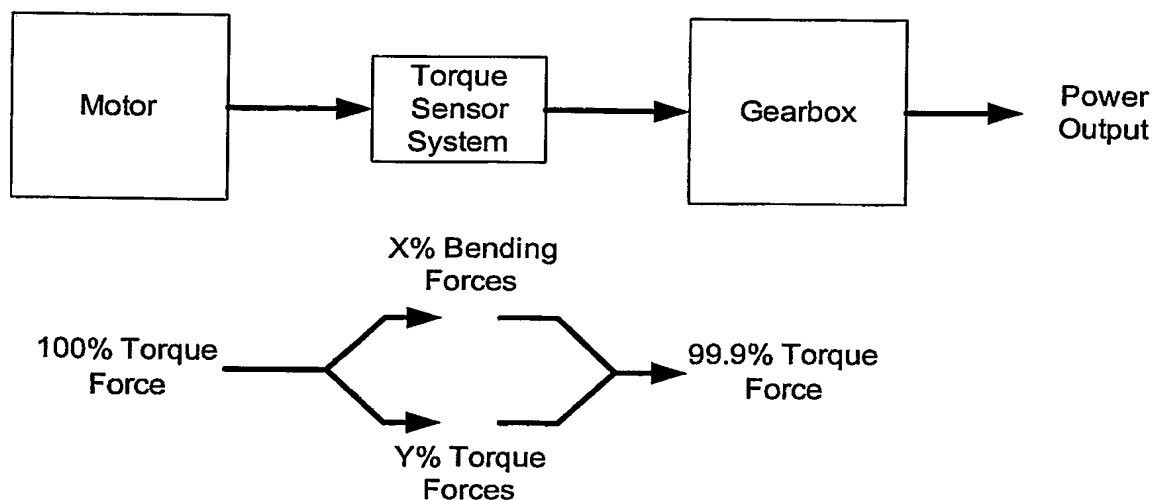 Motor
Torque
Sensor
System
Gearbox
Power
Output
X% Bending
Forces
100% Torque
Force
99.9% Torque
Force
Y% Torque
Forces